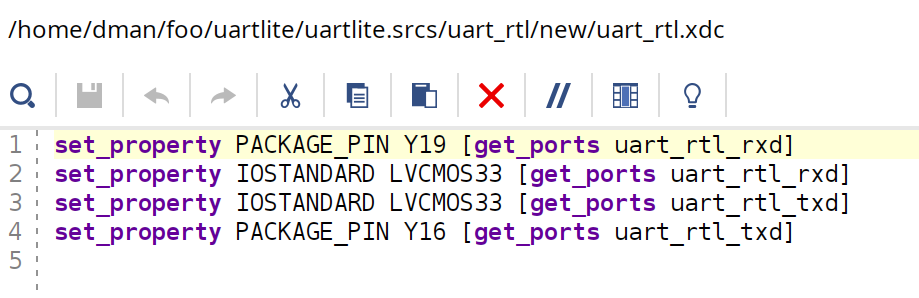 /home/dman/foo/uartlite/uartlite.srcs/uart_rtl/new/uart_rtl.xdc
//
1 set_property PACKAGE_PIN Y19 [get_ports uart_rtl_rxd]
2 set_property IOSTANDARD LVCMOS33 [get_ports uart_rtl_rxd]
3 set_property IOSTANDARD LVCMOS33 [get_ports uart_rtl_txd]
4 set_property PACKAGE_PIN Y16 [get_ports uart_rtl_txd]
5